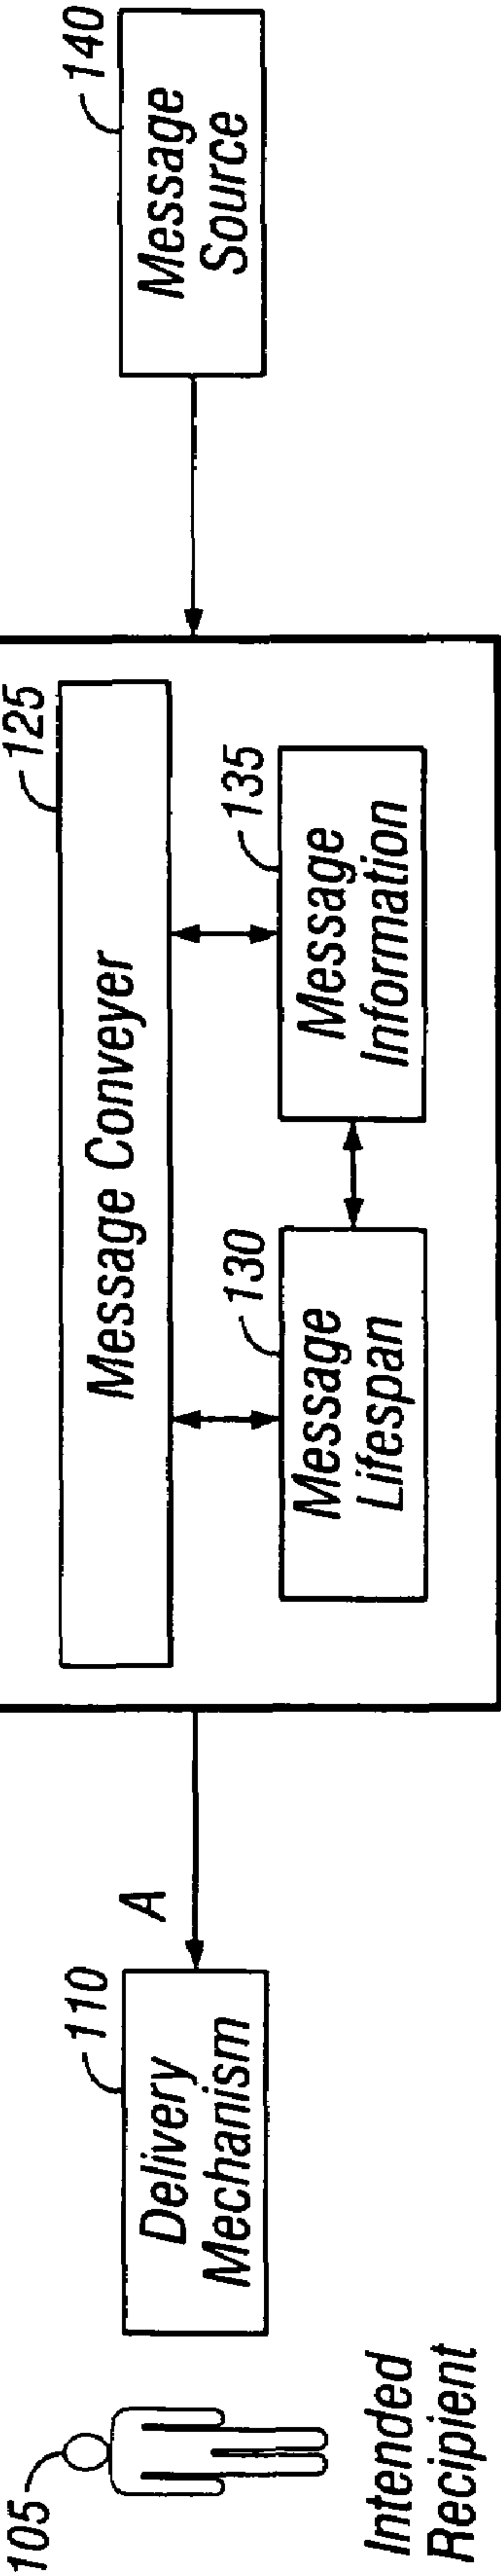 105
Intended
Recipient
110
Delivery
Mechanism
A
125
Message Conveyer
130
Message
Lifespan
135
Message
Information
140
Message
Source